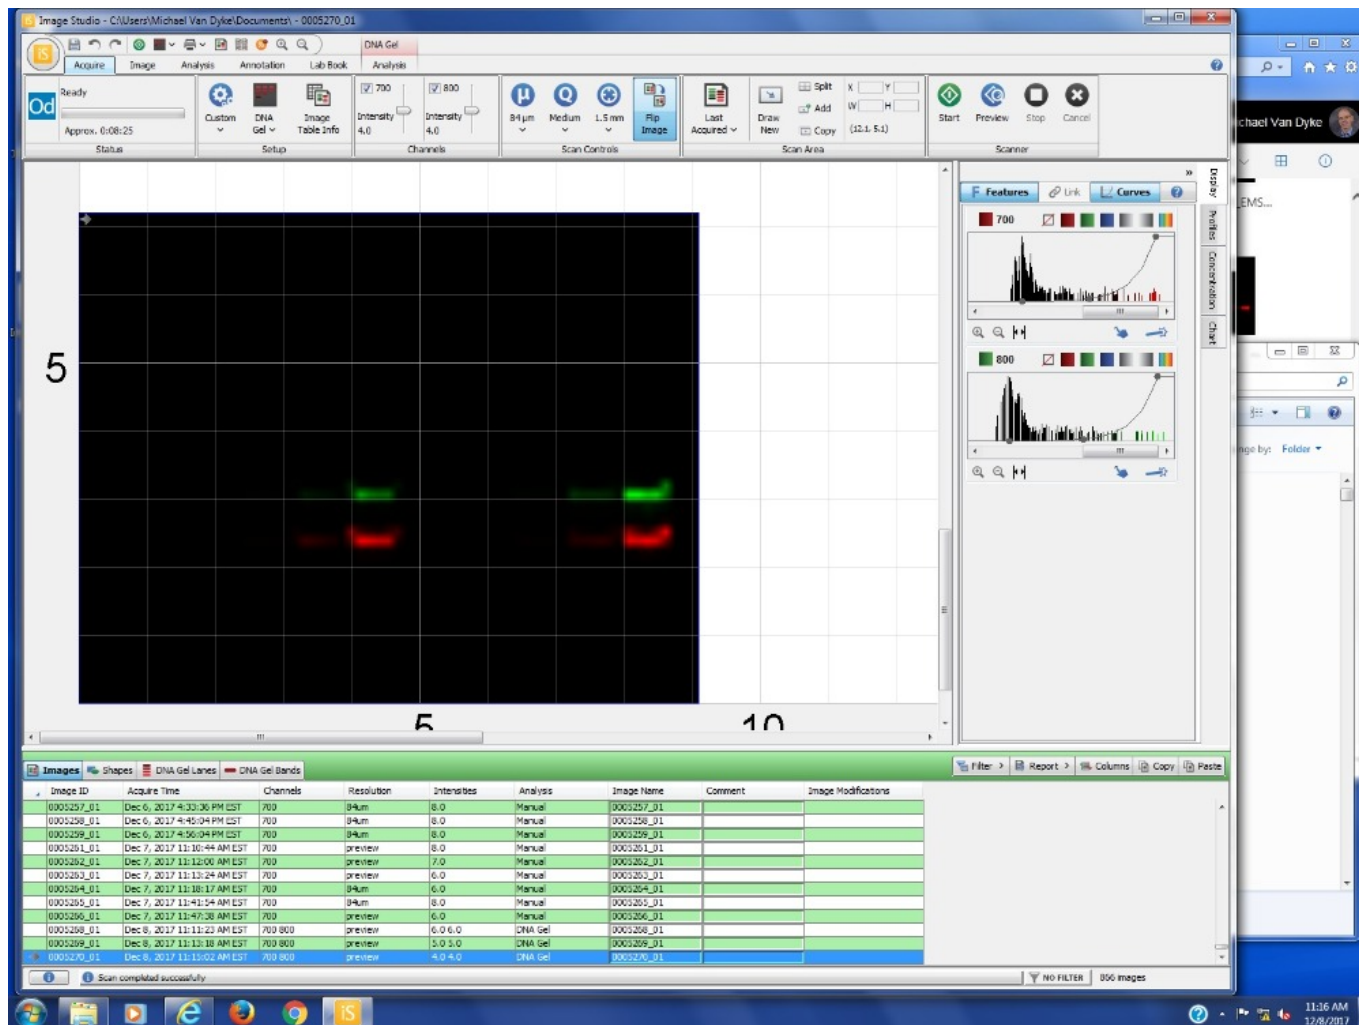 Image Studio - C:\Users\Michael Van Dyke\Documents\ - 0005270_01
DNA Gel
Acquire Image Analysis Annotation Lab Book Analysis
Od
Ready
Approx. 0:08:25
Status
Custom
DNA Gel
Image Table Info
Setup
700
Intensity
4.0
800
Intensity
4.0
Channels
84 µm
Medium
1.5 mm
Flip Image
Scan Controls
Last Acquired
Draw New
Split
Add
Copy
X Y
W H
(12.1, 5.1)
Scan Area
Start
Preview
Stop
Cancel
Scanner
chael Van Dyke
_EMS...
Features Link Curves
Display
Profiles
Concentration
Chart
700
800
5
5
10
nge by: Folder
Images Shapes DNA Gel Lanes DNA Gel Bands
Filter > Report > Columns Copy Paste
Image ID Acquire Time Channels Resolution Intensities Analysis Image Name Comment Image Modifications
0005257_01 Dec 6, 2017 4:33:36 PM EST 700 84um 8.0 Manual 0005257_01
0005258_01 Dec 6, 2017 4:45:04 PM EST 700 84um 8.0 Manual 0005258_01
0005259_01 Dec 6, 2017 4:56:04 PM EST 700 84um 8.0 Manual 0005259_01
0005261_01 Dec 7, 2017 11:10:44 AM EST 700 preview 8.0 Manual 0005261_01
0005262_01 Dec 7, 2017 11:12:00 AM EST 700 preview 7.0 Manual 0005262_01
0005263_01 Dec 7, 2017 11:13:24 AM EST 700 preview 6.0 Manual 0005263_01
0005264_01 Dec 7, 2017 11:18:17 AM EST 700 84um 6.0 Manual 0005264_01
0005265_01 Dec 7, 2017 11:41:54 AM EST 700 84um 8.0 Manual 0005265_01
0005266_01 Dec 7, 2017 11:47:38 AM EST 700 preview 6.0 Manual 0005266_01
0005268_01 Dec 8, 2017 11:11:23 AM EST 700 800 preview 6.0 6.0 DNA Gel 0005268_01
0005269_01 Dec 8, 2017 11:13:18 AM EST 700 800 preview 5.0 5.0 DNA Gel 0005269_01
0005270_01 Dec 8, 2017 11:15:02 AM EST 700 800 preview 4.0 4.0 DNA Gel 0005270_01
Scan completed successfully
NO FILTER 856 images
11:16 AM
12/8/2017